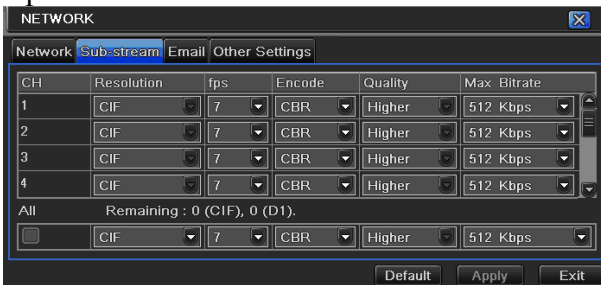 NETWORK
Network Sub-stream Email Other Settings
CH Resolution fps Encode Quality Max Bitrate
1 CIF 7 CBR Higher 512 Kbps
2 CIF 7 CBR Higher 512 Kbps
3 CIF 7 CBR Higher 512 Kbps
4 CIF 7 CBR Higher 512 Kbps
All Remaining : 0 (CIF), 0 (D1).
CIF 7 CBR Higher 512 Kbps
Default Apply Exit